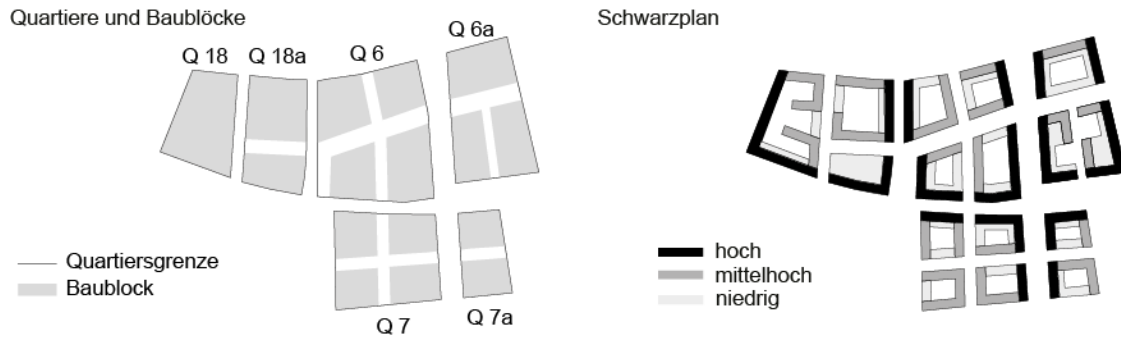 Quartiere und Baublöcke
Q 18
Q 18a
Q 6
Q 6a
Quartiersgrenze
Baublock
Q 7
Q 7a
Schwarzplan
hoch
mittelhoch
niedrig